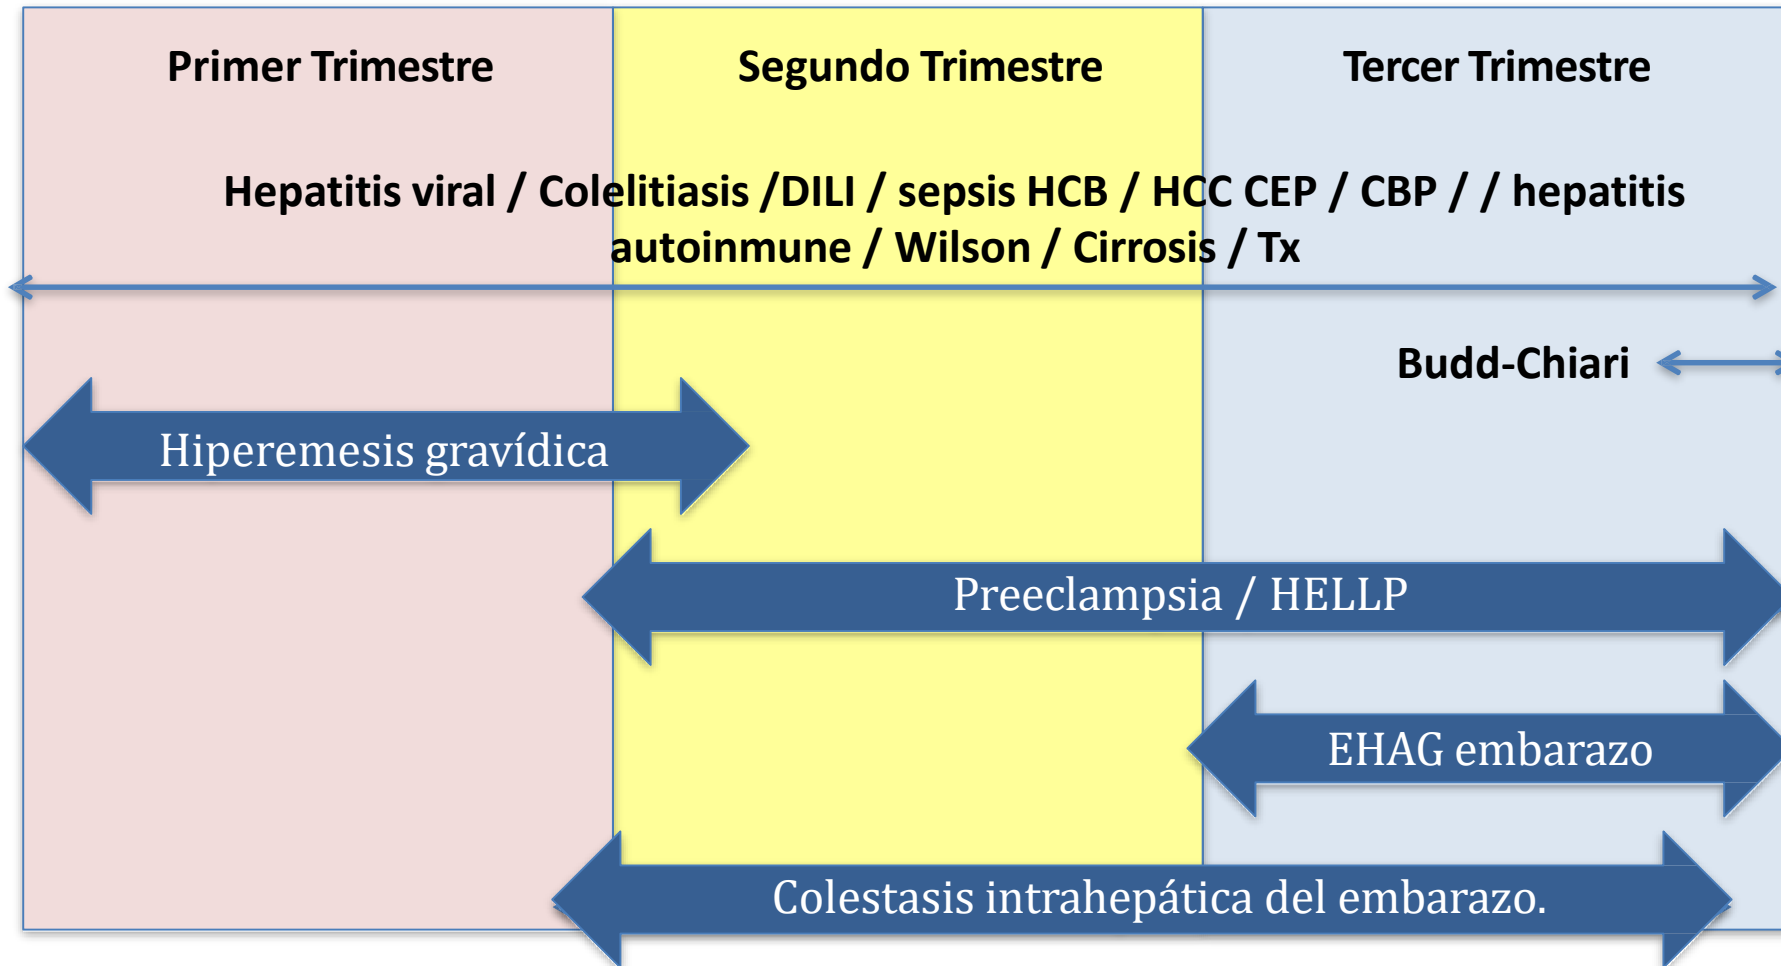 Primer Trimestre
Segundo Trimestre
Tercer Trimestre
Hepatitis viral / Colelitiasis /DILI / sepsis HCB / HCC CEP / CBP / / hepatitis
autoinmune / Wilson / Cirrosis / Tx
Budd-Chiari
Hiperemesis gravídica
Preeclampsia / HELLP
EHAG embarazo
Colestasis intrahepática del embarazo.